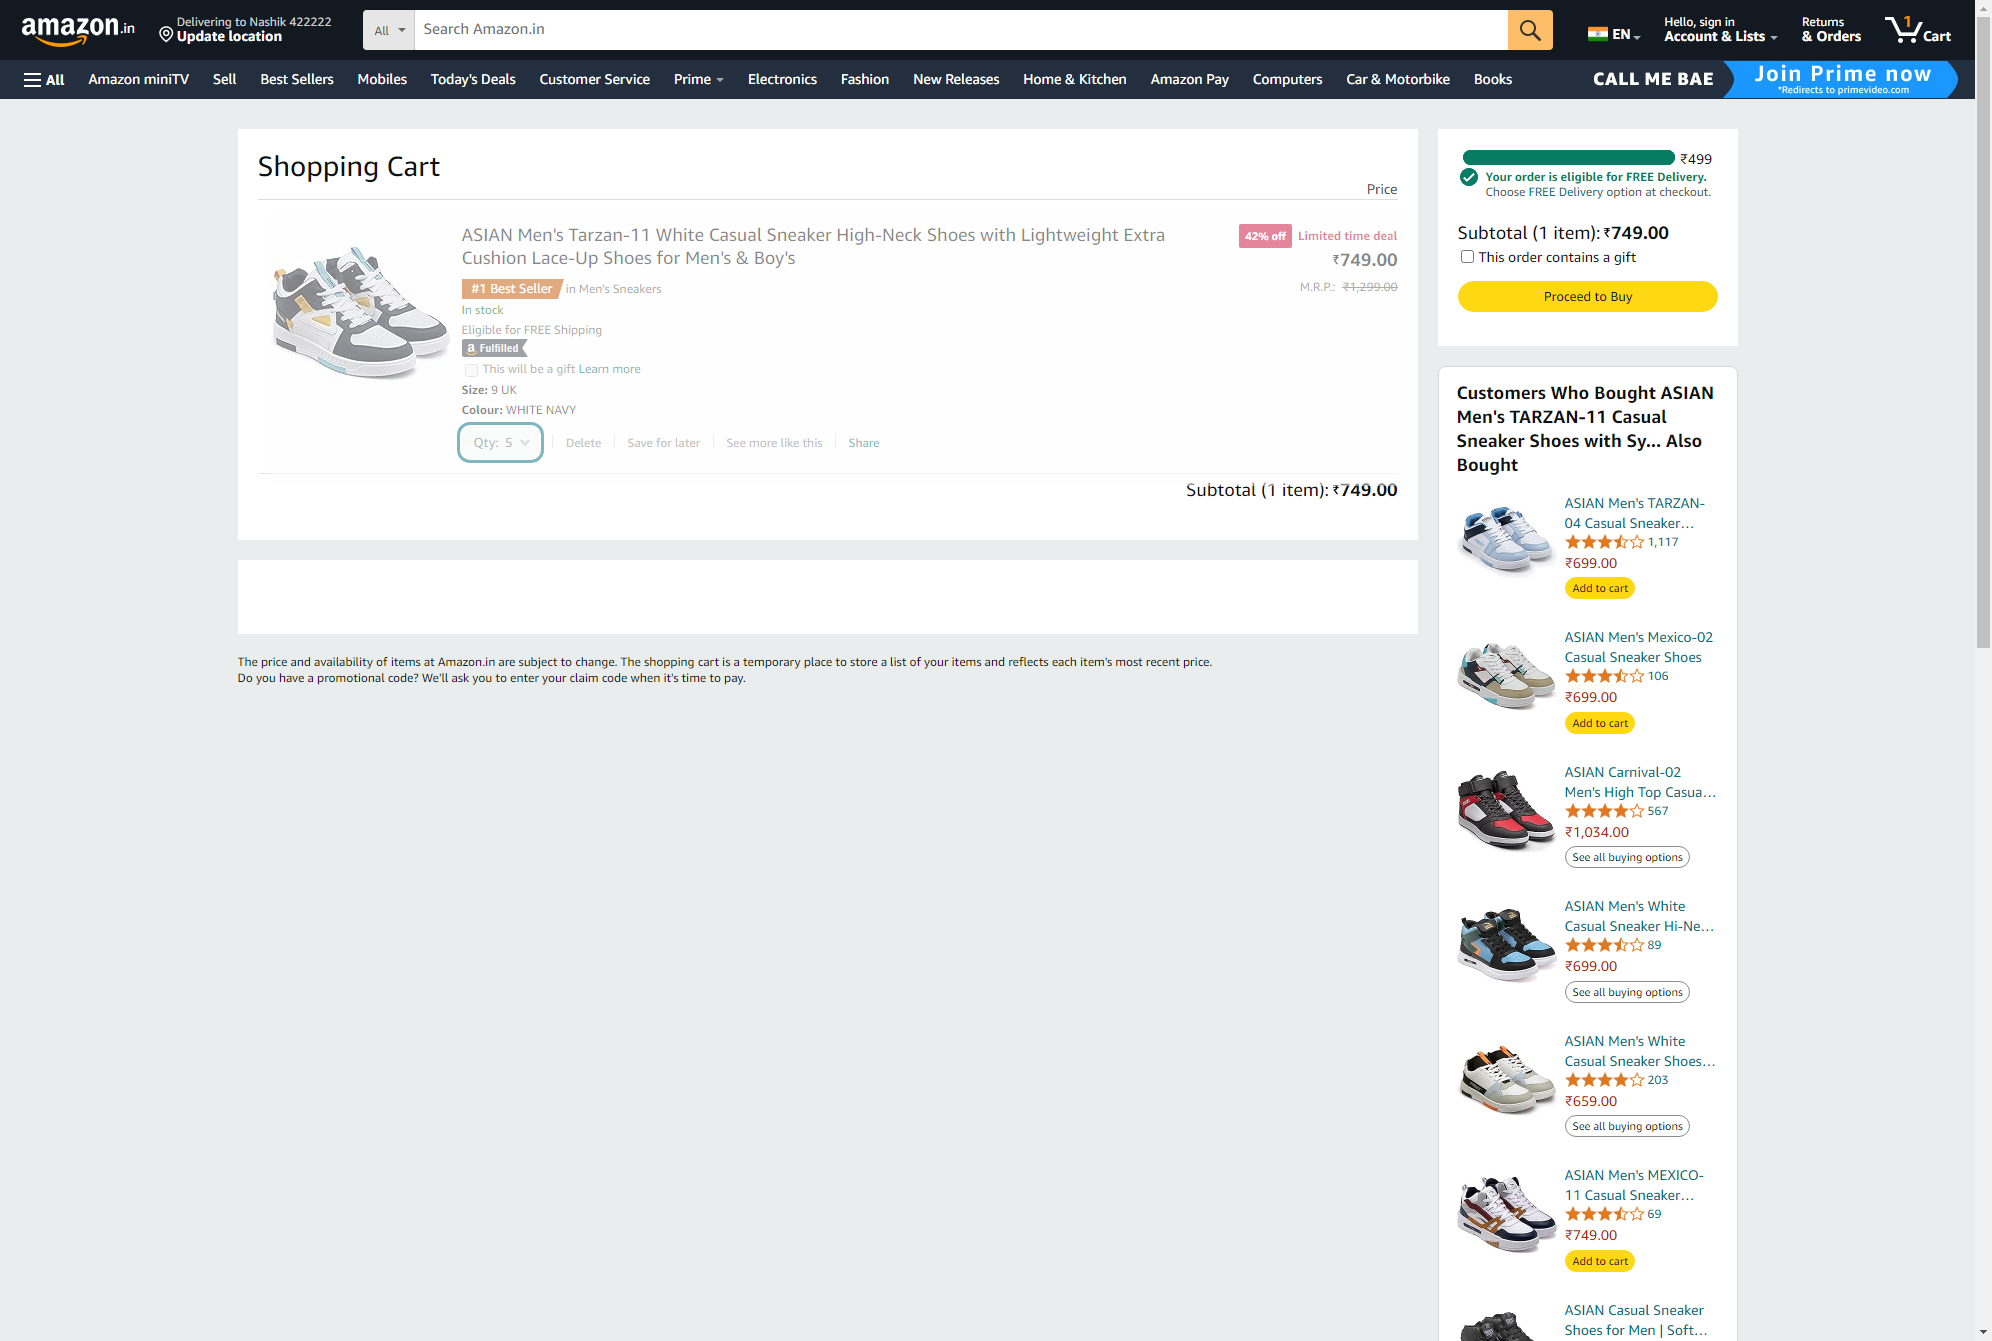 amazon.in
Delivering to Nashik 422222
Update location
All
Search Amazon.in
EN
Hello, sign in
Account & Lists
Returns
& Orders
1
Cart
All
Amazon miniTV
Sell
Best Sellers
Mobiles
Today's Deals
Customer Service
Prime
Electronics
Fashion
New Releases
Home & Kitchen
Amazon Pay
Computers
Car & Motorbike
Books
CALL ME BAE
Join Prime now
*Redirects to primevideo.com
Shopping Cart
Price
ASIAN Men's Tarzan-11 White Casual Sneaker High-Neck Shoes with Lightweight Extra
Cushion Lace-Up Shoes for Men's & Boy's
42% off Limited time deal
₹749.00
M.R.P.: ₹1,299.00
#1 Best Seller in Men's Sneakers
In stock
Eligible for FREE Shipping
a Fulfilled
This will be a gift Learn more
Size: 9 UK
Colour: WHITE NAVY
Qty: 5
Delete
Save for later
See more like this
Share
Subtotal (1 item): ₹749.00
The price and availability of items at Amazon.in are subject to change. The shopping cart is a temporary place to store a list of your items and reflects each item's most recent price.
Do you have a promotional code? We'll ask you to enter your claim code when it's time to pay.
₹499
Your order is eligible for FREE Delivery.
Choose FREE Delivery option at checkout.
Subtotal (1 item): ₹749.00
This order contains a gift
Proceed to Buy
Customers Who Bought ASIAN
Men's TARZAN-11 Casual
Sneaker Shoes with Sy... Also
Bought
ASIAN Men's TARZAN-
04 Casual Sneaker...
1,117
₹699.00
Add to cart
ASIAN Men's Mexico-02
Casual Sneaker Shoes
106
₹699.00
Add to cart
ASIAN Carnival-02
Men's High Top Casua...
567
₹1,034.00
See all buying options
ASIAN Men's White
Casual Sneaker Hi-Ne...
89
₹699.00
See all buying options
ASIAN Men's White
Casual Sneaker Shoes...
203
₹659.00
See all buying options
ASIAN Men's MEXICO-
11 Casual Sneaker...
69
₹749.00
Add to cart
ASIAN Casual Sneaker
Shoes for Men | Soft...